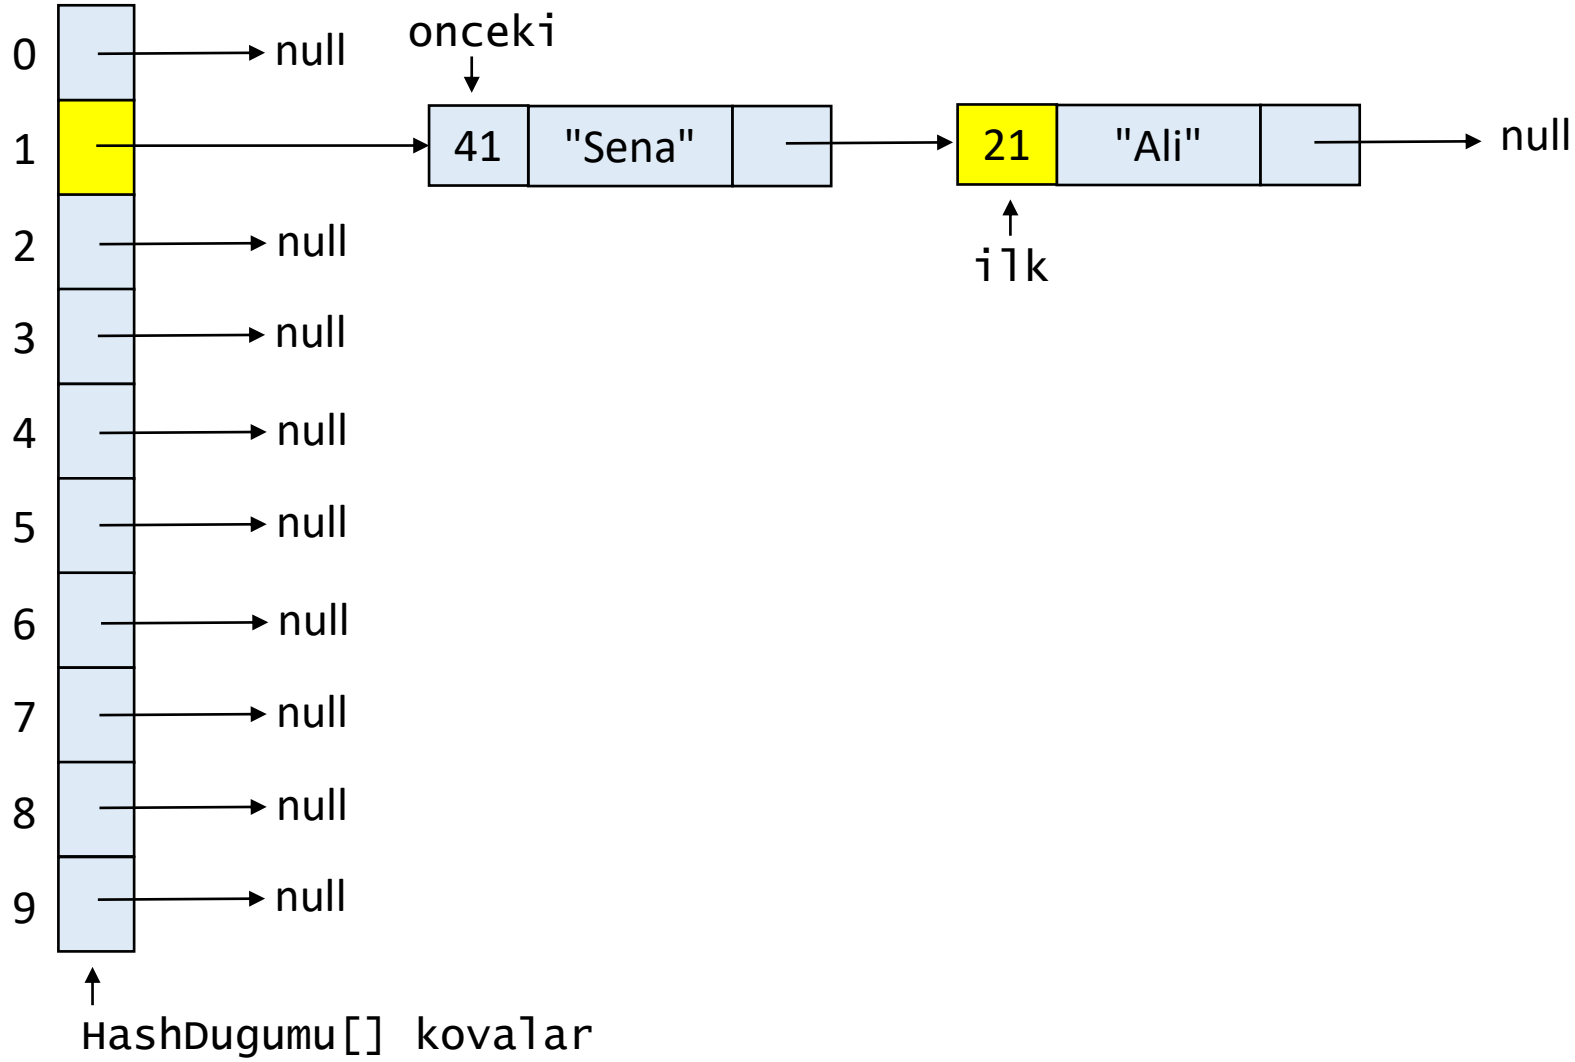 onceki
0 null
1 41 "Sena" 21 "Ali" null
2 null
ilk
3 null
4 null
5 null
6 null
7 null
8 null
9 null
HashDugumu[] kovalar